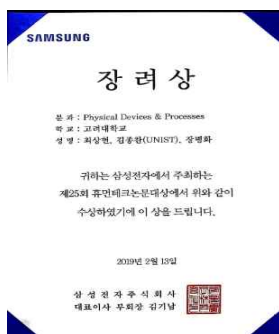 SAMSUNG
장 려 상
분 과 : Physical Devices & Processes
학 교 : 고려대학교
성 명 : 최상현, 김종완(UNIST), 장병화
귀하는 삼성전자에서 주최하는
제25회 휴먼테크논문대상에서 위와 같이
수상하였기에 이 상을 드립니다.
2019년 2월 13일
삼 성 전 자 주 식 회 사
대표이사 부회장 김기남